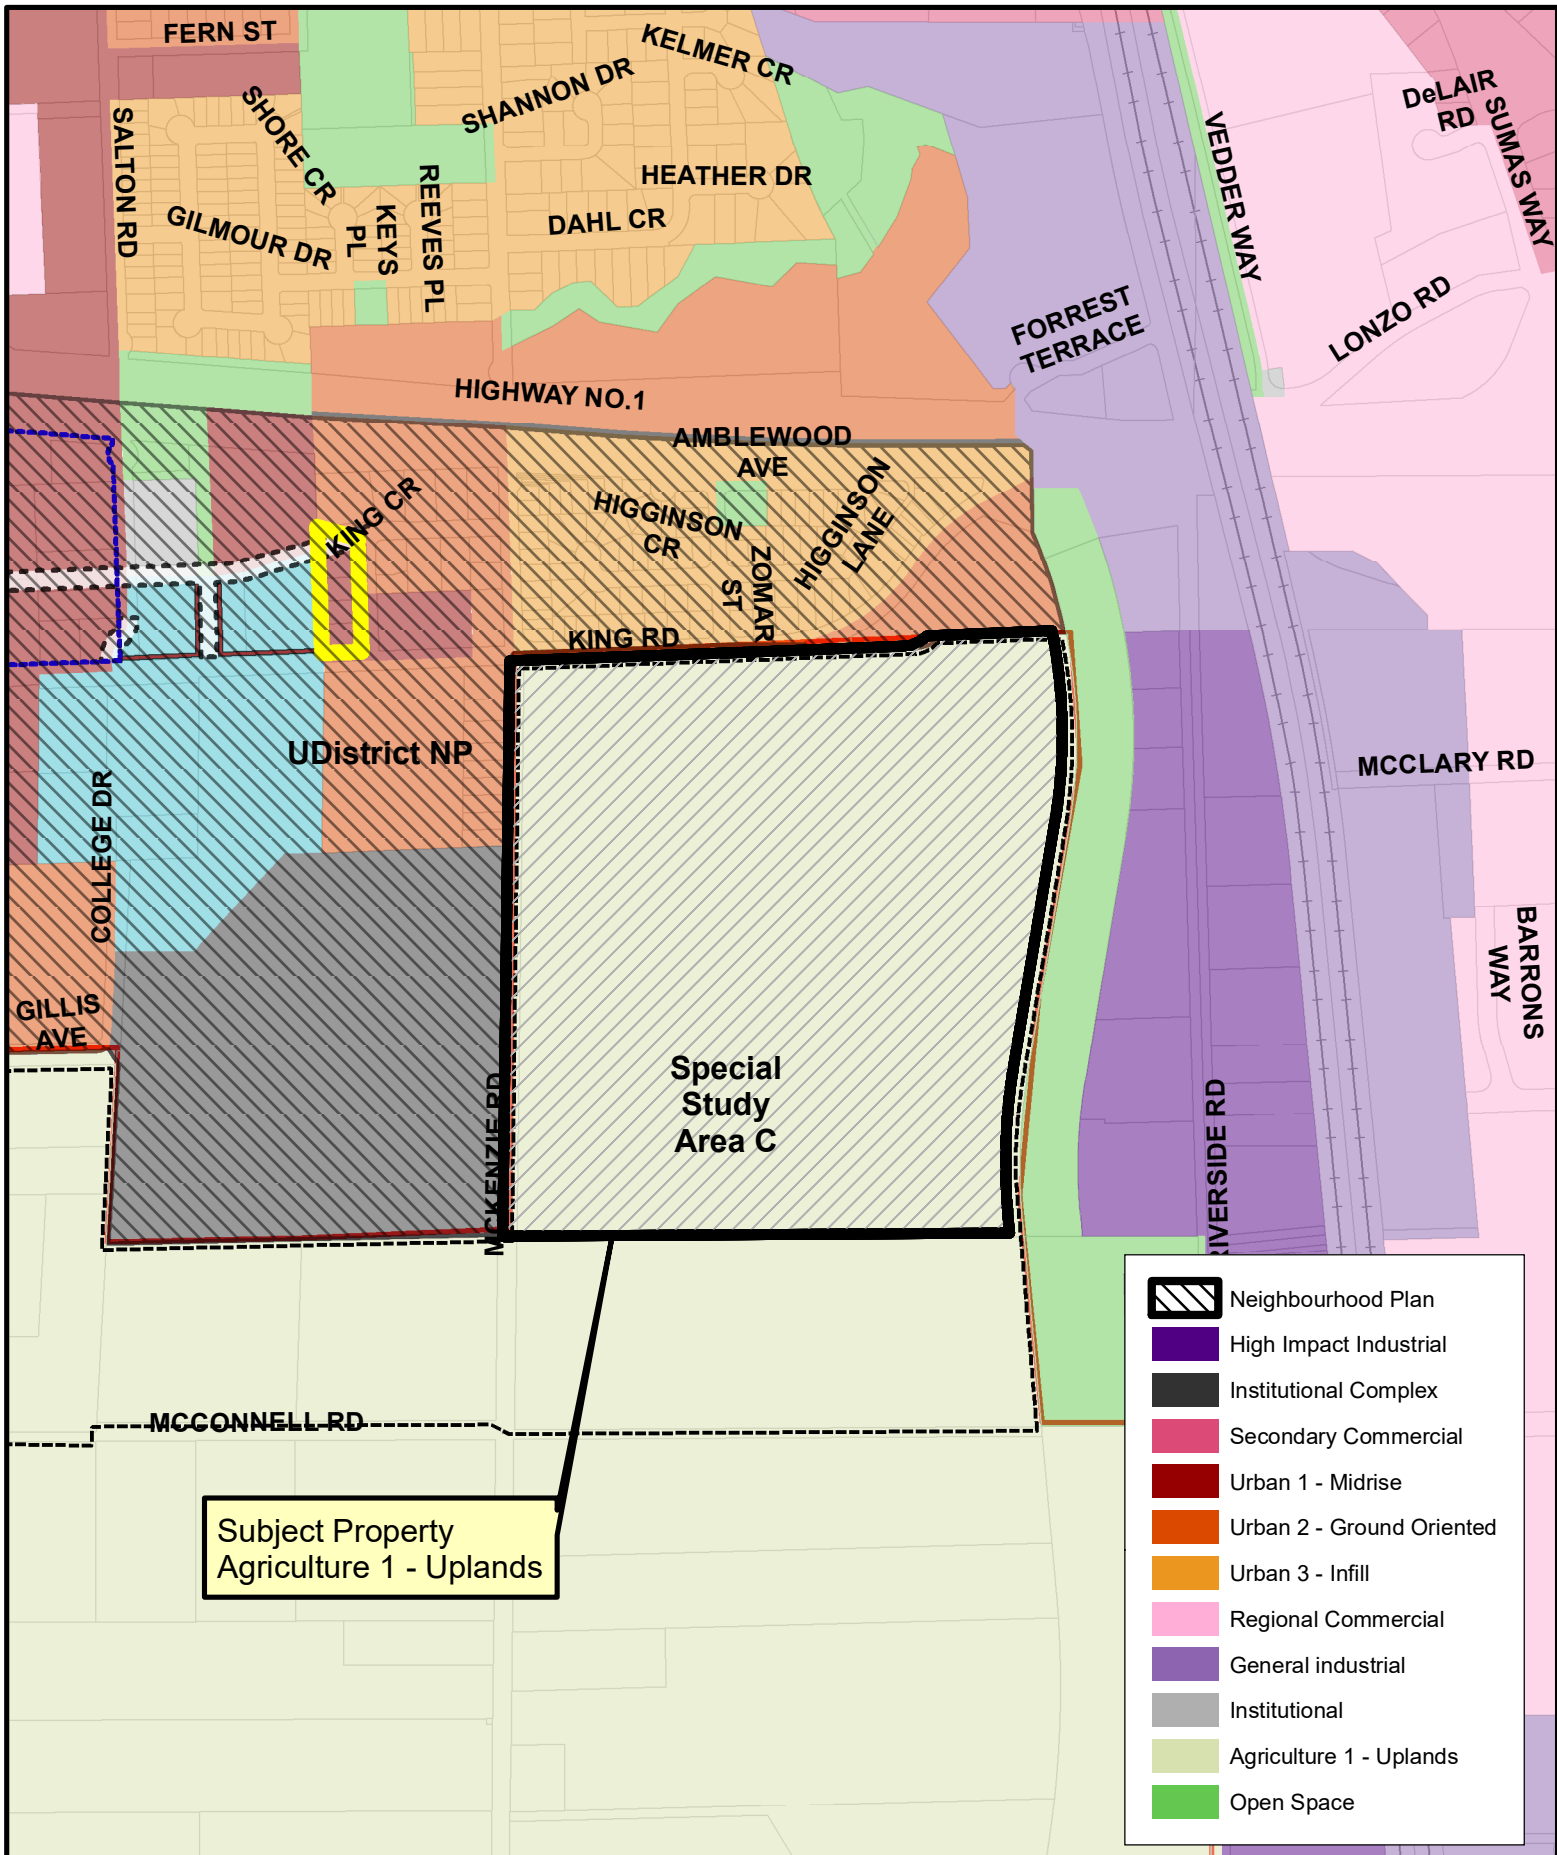 FERN ST
KELMER CR
SHANNON DR
SHORE CR
SALTON RD
DeLAIR
RD
SUMAS WAY
VEDDER WAY
HEATHER DR
REEVES PL
KEYS
PL
DAHL CR
GILMOUR DR
FORREST
TERRACE
LONZO RD
HIGHWAY NO.1
AMBLEWOOD
AVE
KING CR
HIGGINSON
CR
HIGGINSON
LANE
ZOMAR
ST
KING RD
UDistrict NP
MCCLARY RD
COLLEGE DR
BARRONS
WAY
GILLIS
AVE
Special
Study
Area C
MCKENZIE RD
RIVERSIDE RD
MCCONNELL RD
Subject Property
Agriculture 1 - Uplands
Neighbourhood Plan
High Impact Industrial
Institutional Complex
Secondary Commercial
Urban 1 - Midrise
Urban 2 - Ground Oriented
Urban 3 - Infill
Regional Commercial
General industrial
Institutional
Agriculture 1 - Uplands
Open Space